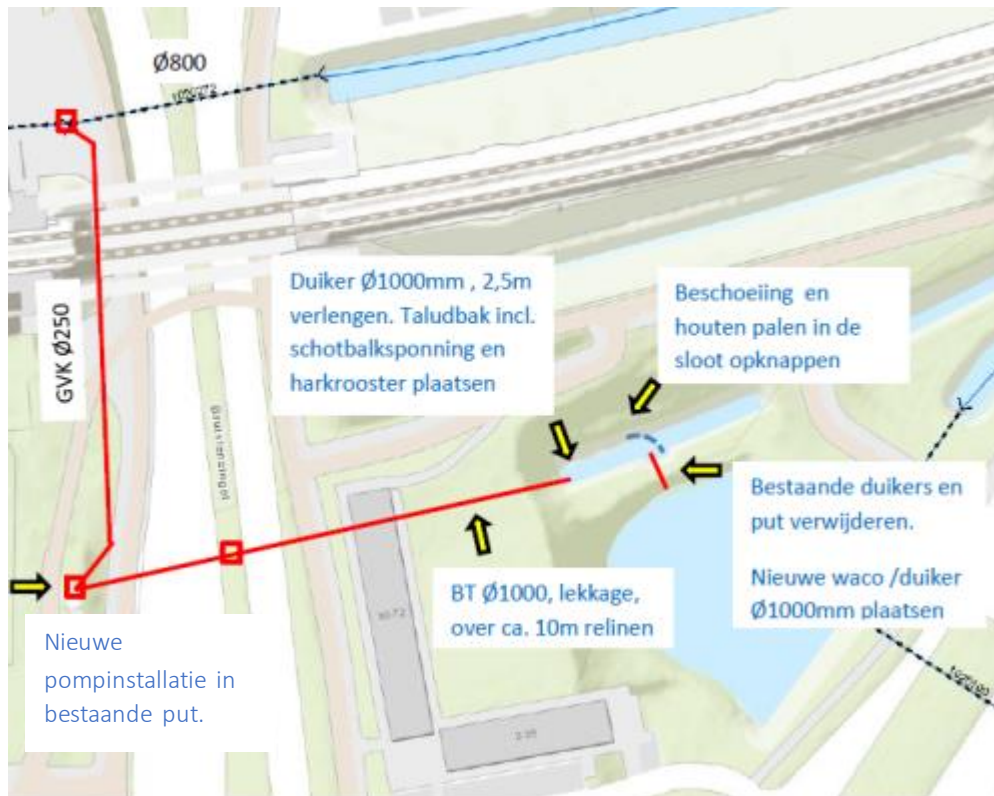 Ø800
GVK Ø250
Duiker Ø1000mm , 2,5m
verlengen. Taludbak incl.
schotbalksponning en
harkrooster plaatsen
Beschoeiing en
houten palen in de
sloot opknappen
Bestaande duikers en
put verwijderen.
Nieuwe waco /duiker
Ø1000mm plaatsen
BT Ø1000, lekkage,
over ca. 10m relinen
Nieuwe
pompinstallatie in
bestaande put.